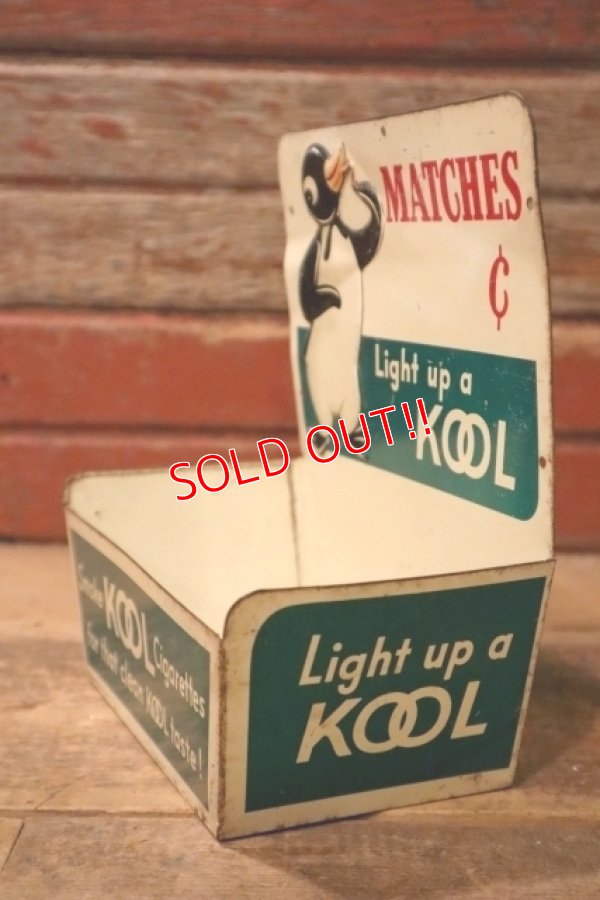 MATCHES
¢
Light up a
KOOL
SOLD OUT!!
Smoke
KOOL Cigarettes
for that clean KOOL taste!
Light up a
KOOL